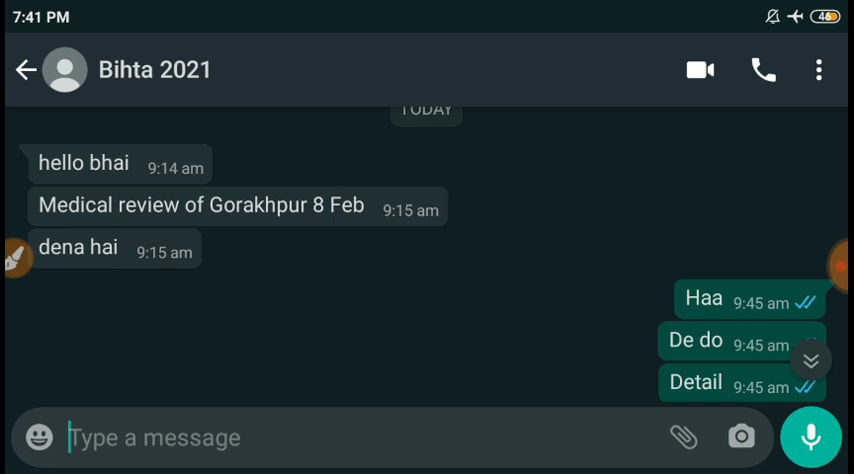 7:41 PM 46
Bihta 2021
TODAY
hello bhai 9:14 am
Medical review of Gorakhpur 8 Feb 9:15 am
dena hai 9:15 am
Haa 9:45 am
De do 9:45 am
Detail 9:45 am
Type a message